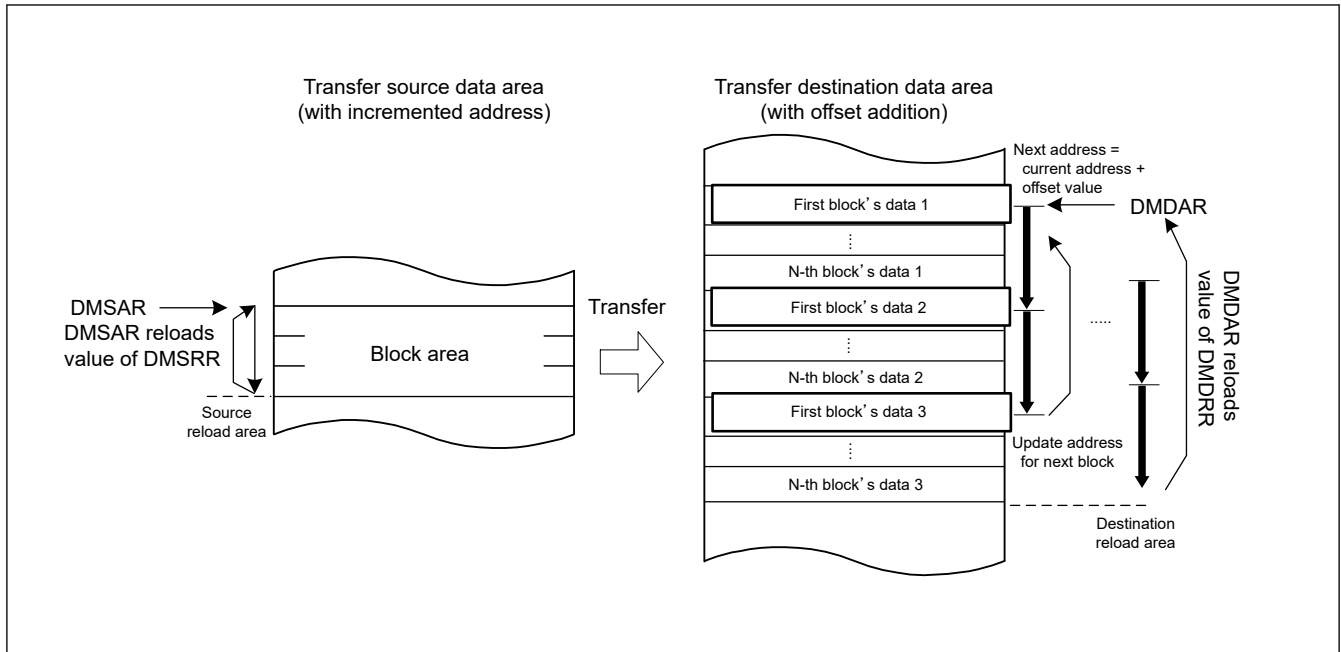 Transfer source data area
(with incremented address)
DMSAR
DMSAR reloads
value of DMSRR
Source
reload area
Block area
Transfer
Transfer destination data area
(with offset addition)
First block’s data 1
N-th block’s data 1
First block’s data 2
N-th block’s data 2
First block’s data 3
N-th block’s data 3
Next address =
current address +
offset value
DMDAR
.....
Update address
for next block
DMDAR reloads
value of DMDRR
Destination
reload area